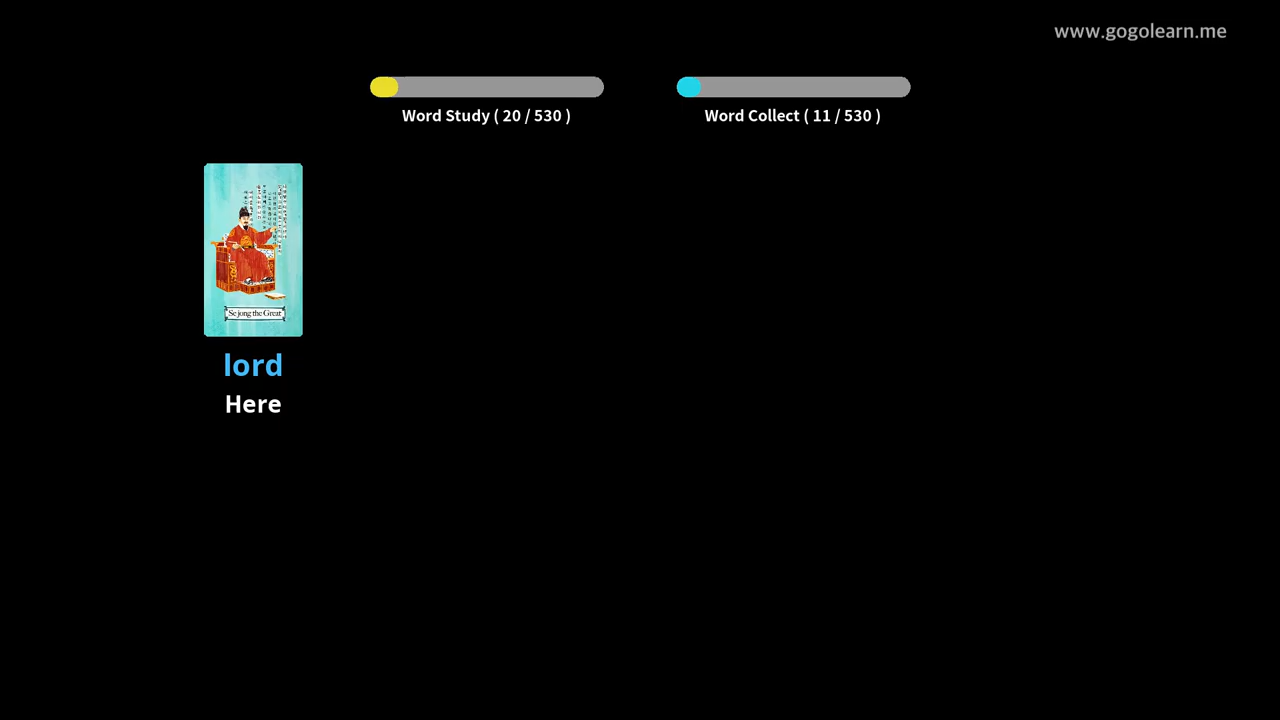 www.gogolearn.me
Word Study ( 20 / 530 )
Word Collect ( 11 / 530 )
Sejong the Great
lord
Here